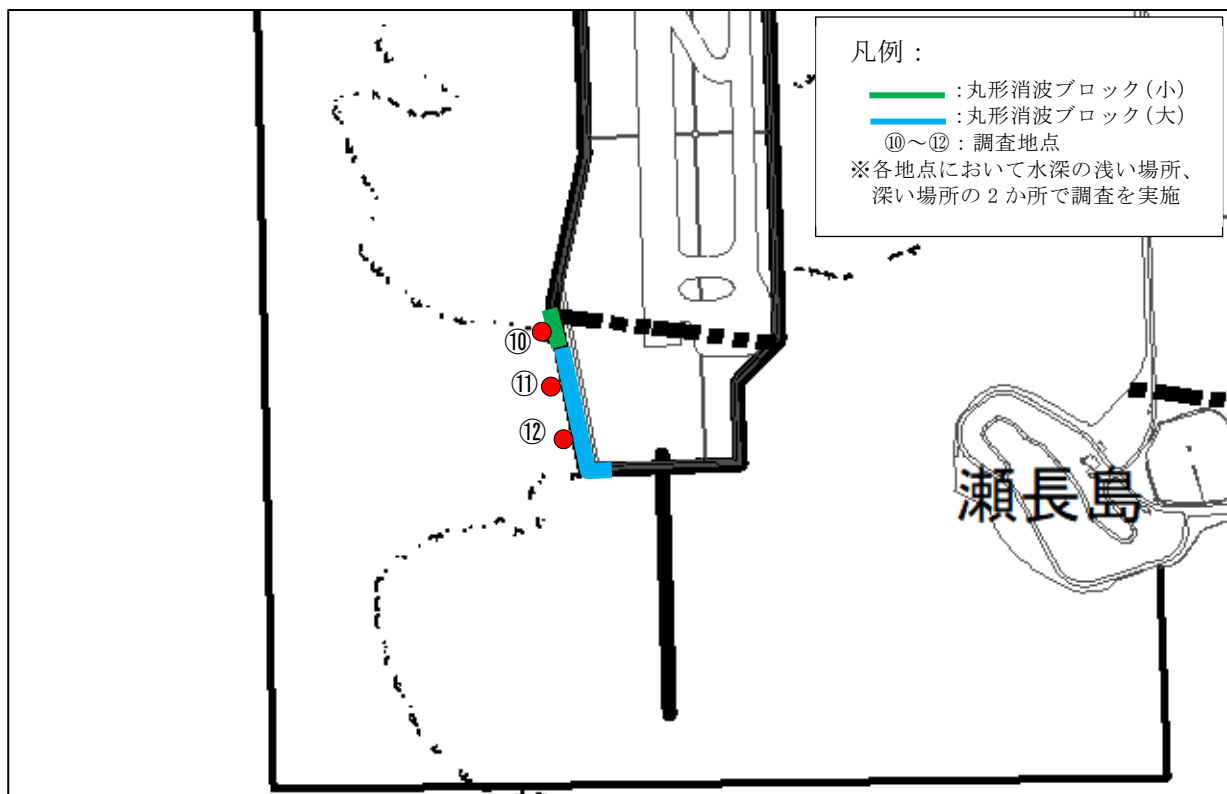 凡例：
:丸形消波ブロック(小)
:丸形消波ブロック(大)
⑩～⑫：調査地点
※各地点において水深の浅い場所、
深い場所の２か所で調査を実施
⑩
⑪
⑫
瀬長島